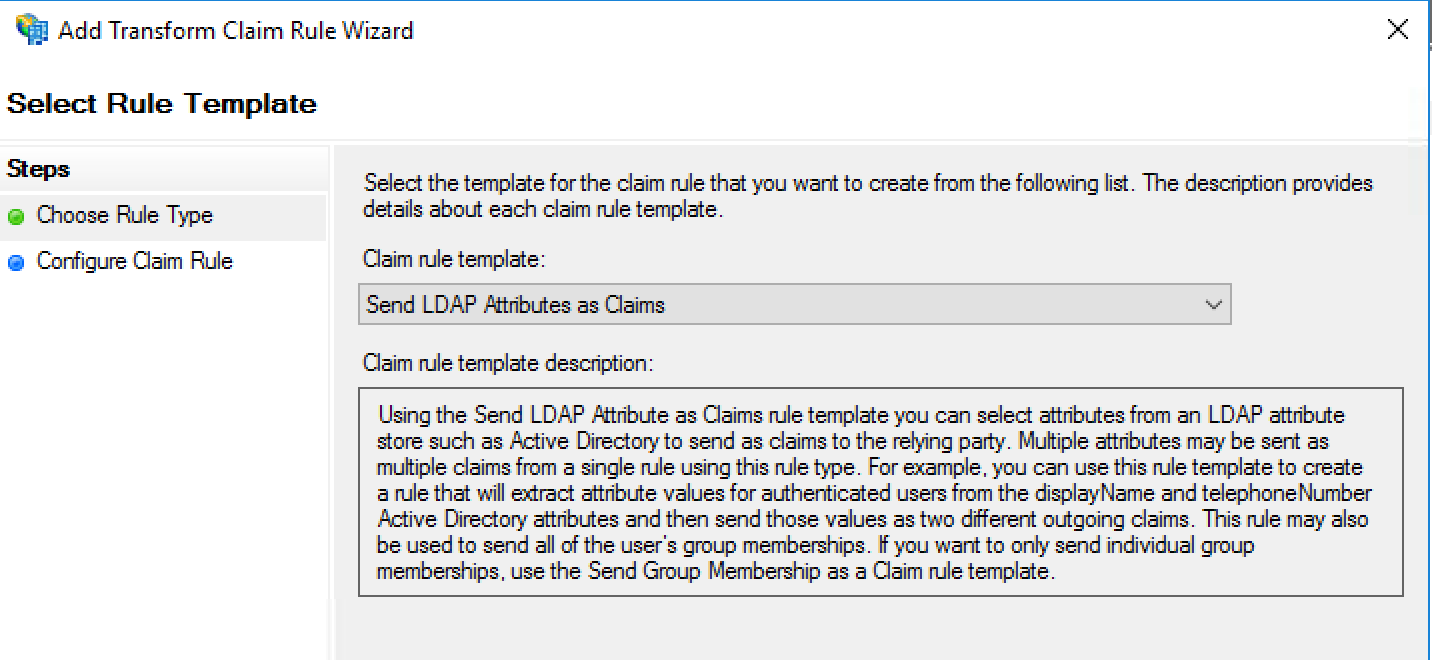 Add Transform Claim Rule Wizard
Select Rule Template
Steps
Choose Rule Type
Configure Claim Rule
Select the template for the claim rule that you want to create from the following list. The description provides
details about each claim rule template.
Claim rule template:
Send LDAP Attributes as Claims
Claim rule template description:
Using the Send LDAP Attribute as Claims rule template you can select attributes from an LDAP attribute
store such as Active Directory to send as claims to the relying party. Multiple attributes may be sent as
multiple claims from a single rule using this rule type. For example, you can use this rule template to create
a rule that will extract attribute values for authenticated users from the displayName and telephoneNumber
Active Directory attributes and then send those values as two different outgoing claims. This rule may also
be used to send all of the user's group memberships. If you want to only send individual group
memberships, use the Send Group Membership as a Claim rule template.